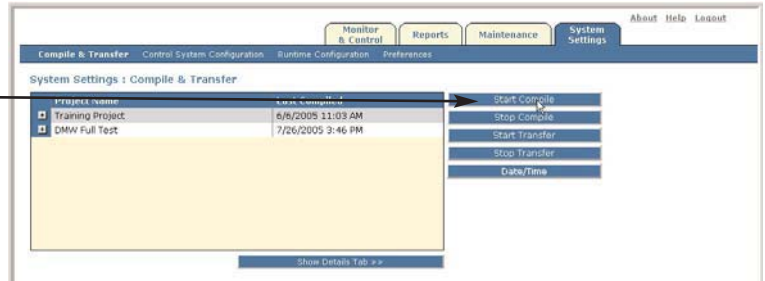 About Help Logout
Monitor & Control Reports Maintenance System Settings
Compile & Transfer Control System Configuration Runtime Configuration Preferences
System Settings : Compile & Transfer
Project Name Last Compiled Start Compile
Training Project 6/6/2005 11:03 AM Stop Compile
DMW Full Test 7/26/2005 3:46 PM Start Transfer
Stop Transfer
Date/Time
Show Details Tab >>